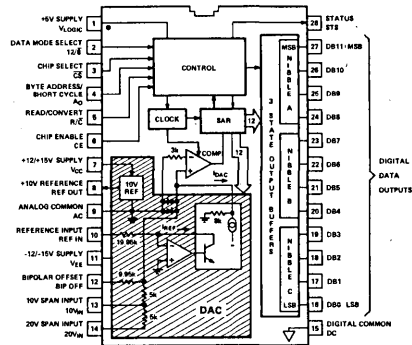 +5V SUPPLY
VLOGIC
1
DATA MODE SELECT
12/8
2
CHIP SELECT
CS
3
BYTE ADDRESS/
SHORT CYCLE
A0
4
READ/CONVERT
R/C
5
CHIP ENABLE
CE
6
+12/+15V SUPPLY
VCC
7
+10V REFERENCE
REF OUT
8
ANALOG COMMON
AC
9
REFERENCE INPUT
REF IN
10
-12/-15V SUPPLY
VEE
11
BIPOLAR OFFSET
BIP OFF
12
10V SPAN INPUT
10VIN
13
20V SPAN INPUT
20VIN
14
CONTROL
CLOCK
SAR
12
3k
COMP
IDAC
12
10V
REF
19.95k
IREF
9k
9.95k
5k
5k
DAC
3 STATE OUTPUT BUFFERS
MSB
NIBBLE A
NIBBLE B
NIBBLE C
LSB
28
STATUS
STS
27
DB11 MSB
26
DB10
25
DB9
24
DB8
23
DB7
22
DB6
21
DB5
20
DB4
19
DB3
18
DB2
17
DB1
16
DB0 LSB
15
DIGITAL COMMON
DC
DIGITAL
DATA
OUTPUTS